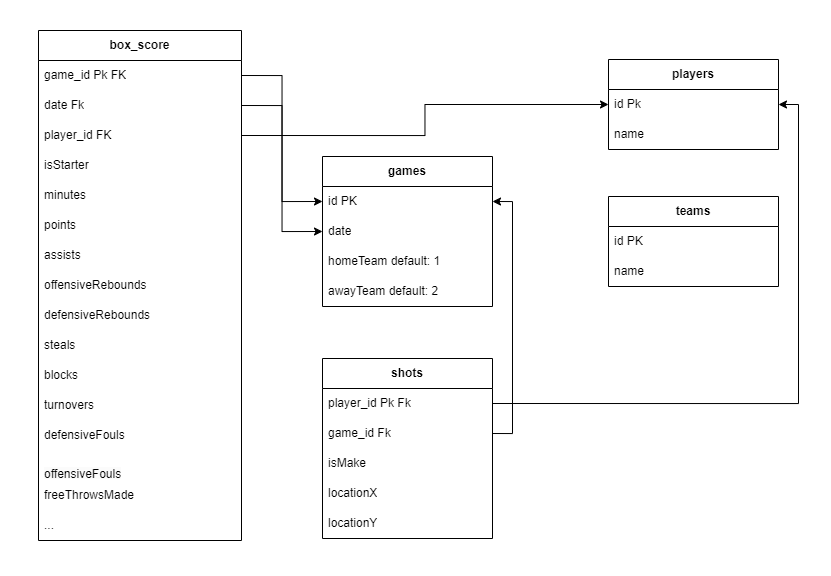 box_score
game_id Pk FK
date Fk
player_id FK
isStarter
minutes
points
assists
offensiveRebounds
defensiveRebounds
steals
blocks
turnovers
defensiveFouls
offensiveFouls
freeThrowsMade
...
games
id PK
date
homeTeam default: 1
awayTeam default: 2
shots
player_id Pk Fk
game_id Fk
isMake
locationX
locationY
players
id Pk
name
teams
id PK
name